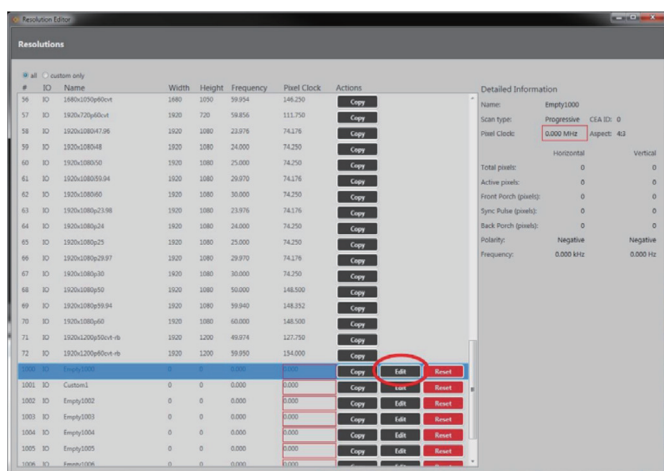 Resolution Editor
Resolutions
all custom only
# IO Name Width Height Frequency Pixel Clock Actions
56 IO 1680x1050p60cvt 1680 1050 59.954 146.250 Copy
57 IO 1920x720p60cvt 1920 720 59.856 111.750 Copy
58 IO 1920x1080i47.96 1920 1080 23.976 74.176 Copy
59 IO 1920x1080i48 1920 1080 24.000 74.250 Copy
60 IO 1920x1080i50 1920 1080 25.000 74.250 Copy
61 IO 1920x1080i59.94 1920 1080 29.970 74.176 Copy
62 IO 1920x1080i60 1920 1080 30.000 74.250 Copy
63 IO 1920x1080p23.98 1920 1080 23.976 74.176 Copy
64 IO 1920x1080p24 1920 1080 24.000 74.250 Copy
65 IO 1920x1080p25 1920 1080 25.000 74.250 Copy
66 IO 1920x1080p29.97 1920 1080 29.970 74.176 Copy
67 IO 1920x1080p30 1920 1080 30.000 74.250 Copy
68 IO 1920x1080p50 1920 1080 50.000 148.500 Copy
69 IO 1920x1080p59.94 1920 1080 59.940 148.352 Copy
70 IO 1920x1080p60 1920 1080 60.000 148.500 Copy
71 IO 1920x1200p50cvt-rb 1920 1200 49.974 127.750 Copy
72 IO 1920x1200p60cvt-rb 1920 1200 59.950 154.000 Copy
1000 IO Empty1000 0 0 0.000 0.000 Copy Edit Reset
1001 IO Custom1 0 0 0.000 0.000 Copy Edit Reset
1002 IO Empty1002 0 0 0.000 0.000 Copy Edit Reset
1003 IO Empty1003 0 0 0.000 0.000 Copy Edit Reset
1004 IO Empty1004 0 0 0.000 0.000 Copy Edit Reset
1005 IO Empty1005 0 0 0.000 0.000 Copy Edit Reset
1006 IO Empty1006 0 0 0.000 0.000 Copy Edit Reset
Detailed Information
Name: Empty1000
Scan type: Progressive CEA ID: 0
Pixel Clock: 0.000 MHz Aspect: 4:3
Horizontal Vertical
Total pixels: 0 0
Active pixels: 0 0
Front Porch (pixels): 0 0
Sync Pulse (pixels): 0 0
Back Porch (pixels): 0 0
Polarity: Negative Negative
Frequency: 0.000 kHz 0.000 Hz